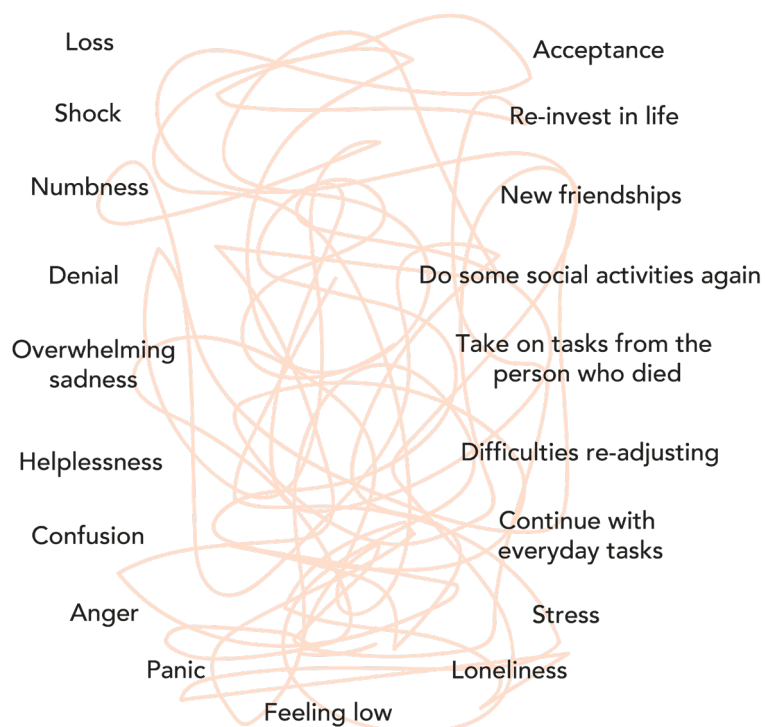 Loss
Acceptance
Shock
Re-invest in life
Numbness
New friendships
Denial
Do some social activities again
Overwhelming
sadness
Take on tasks from the
person who died
Helplessness
Difficulties re-adjusting
Confusion
Continue with
everyday tasks
Anger
Stress
Panic
Loneliness
Feeling low